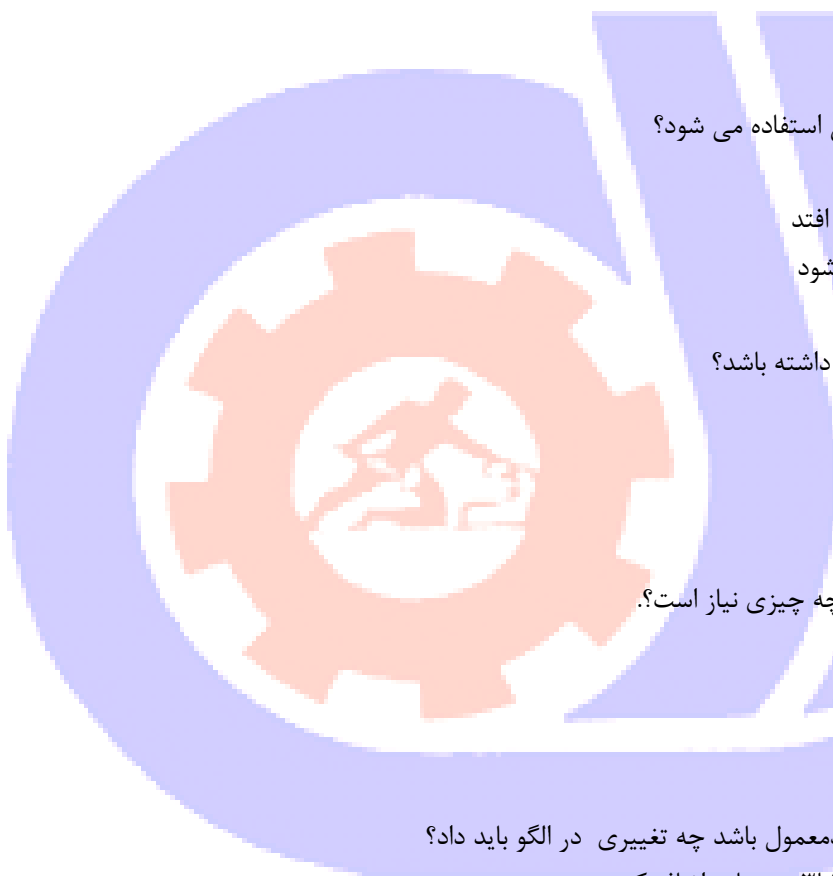 استفاده می شود؟
افتد
شود
داشته باشد؟
چه چیزی نیاز است؟.
معمول باشد چه تغییری در الگو باید داد؟